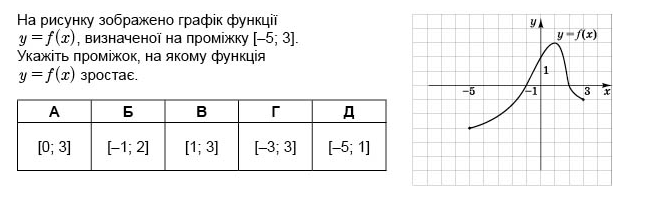 На рисунку зображено графік функції
y = f(x), визначеної на проміжку [–5; 3].
Укажіть проміжок, на якому функція
y = f(x) зростає.
А Б В Г Д
[0; 3] [–1; 2] [1; 3] [–3; 3] [–5; 1]
y
y = f(x)
1
–5 –1 3 x